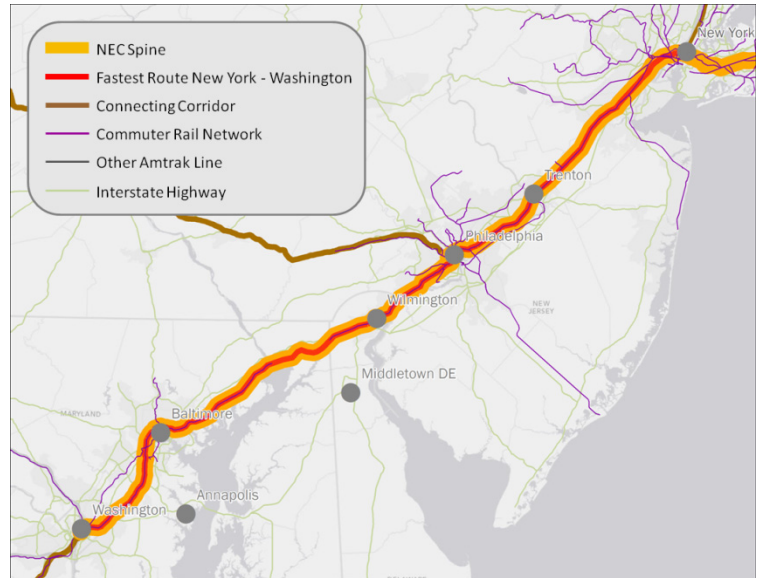 NEC Spine
Fastest Route New York - Washington
Connecting Corridor
Commuter Rail Network
Other Amtrak Line
Interstate Highway
New York
Trenton
Philadelphia
Wilmington
NEW
JERSEY
Middletown DE
MARYLAND
Baltimore
Annapolis
Washington